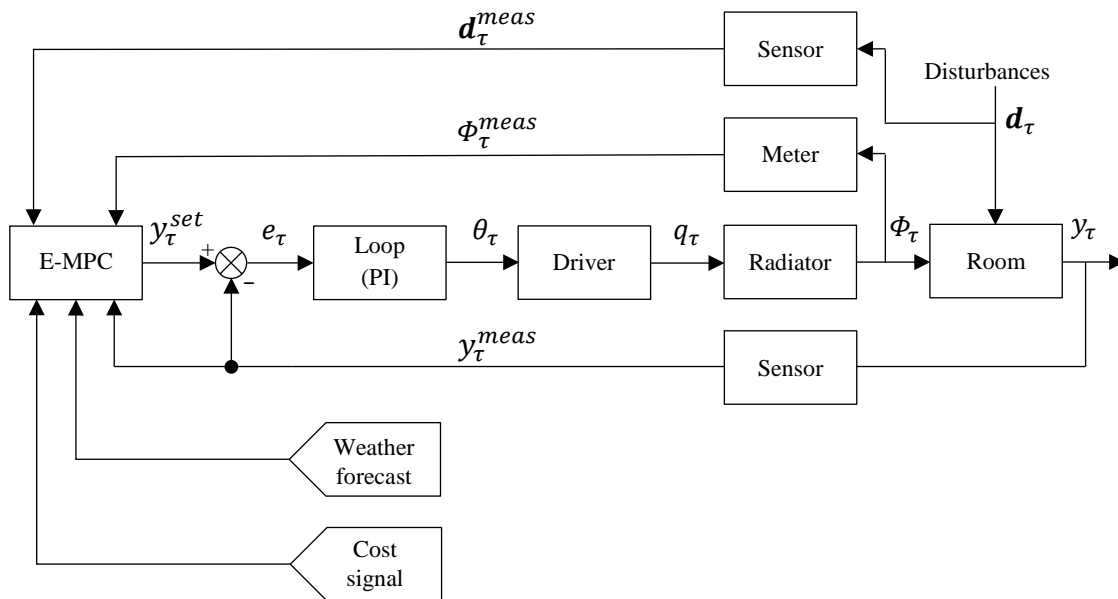 𝒅_τ^meas
Sensor
Disturbances
𝒅_τ
Φ_τ^meas
Meter
E-MPC
y_τ^set
+
−
e_τ
Loop
(PI)
θ_τ
Driver
q_τ
Radiator
Φ_τ
Room
y_τ
y_τ^meas
Sensor
Weather
forecast
Cost
signal